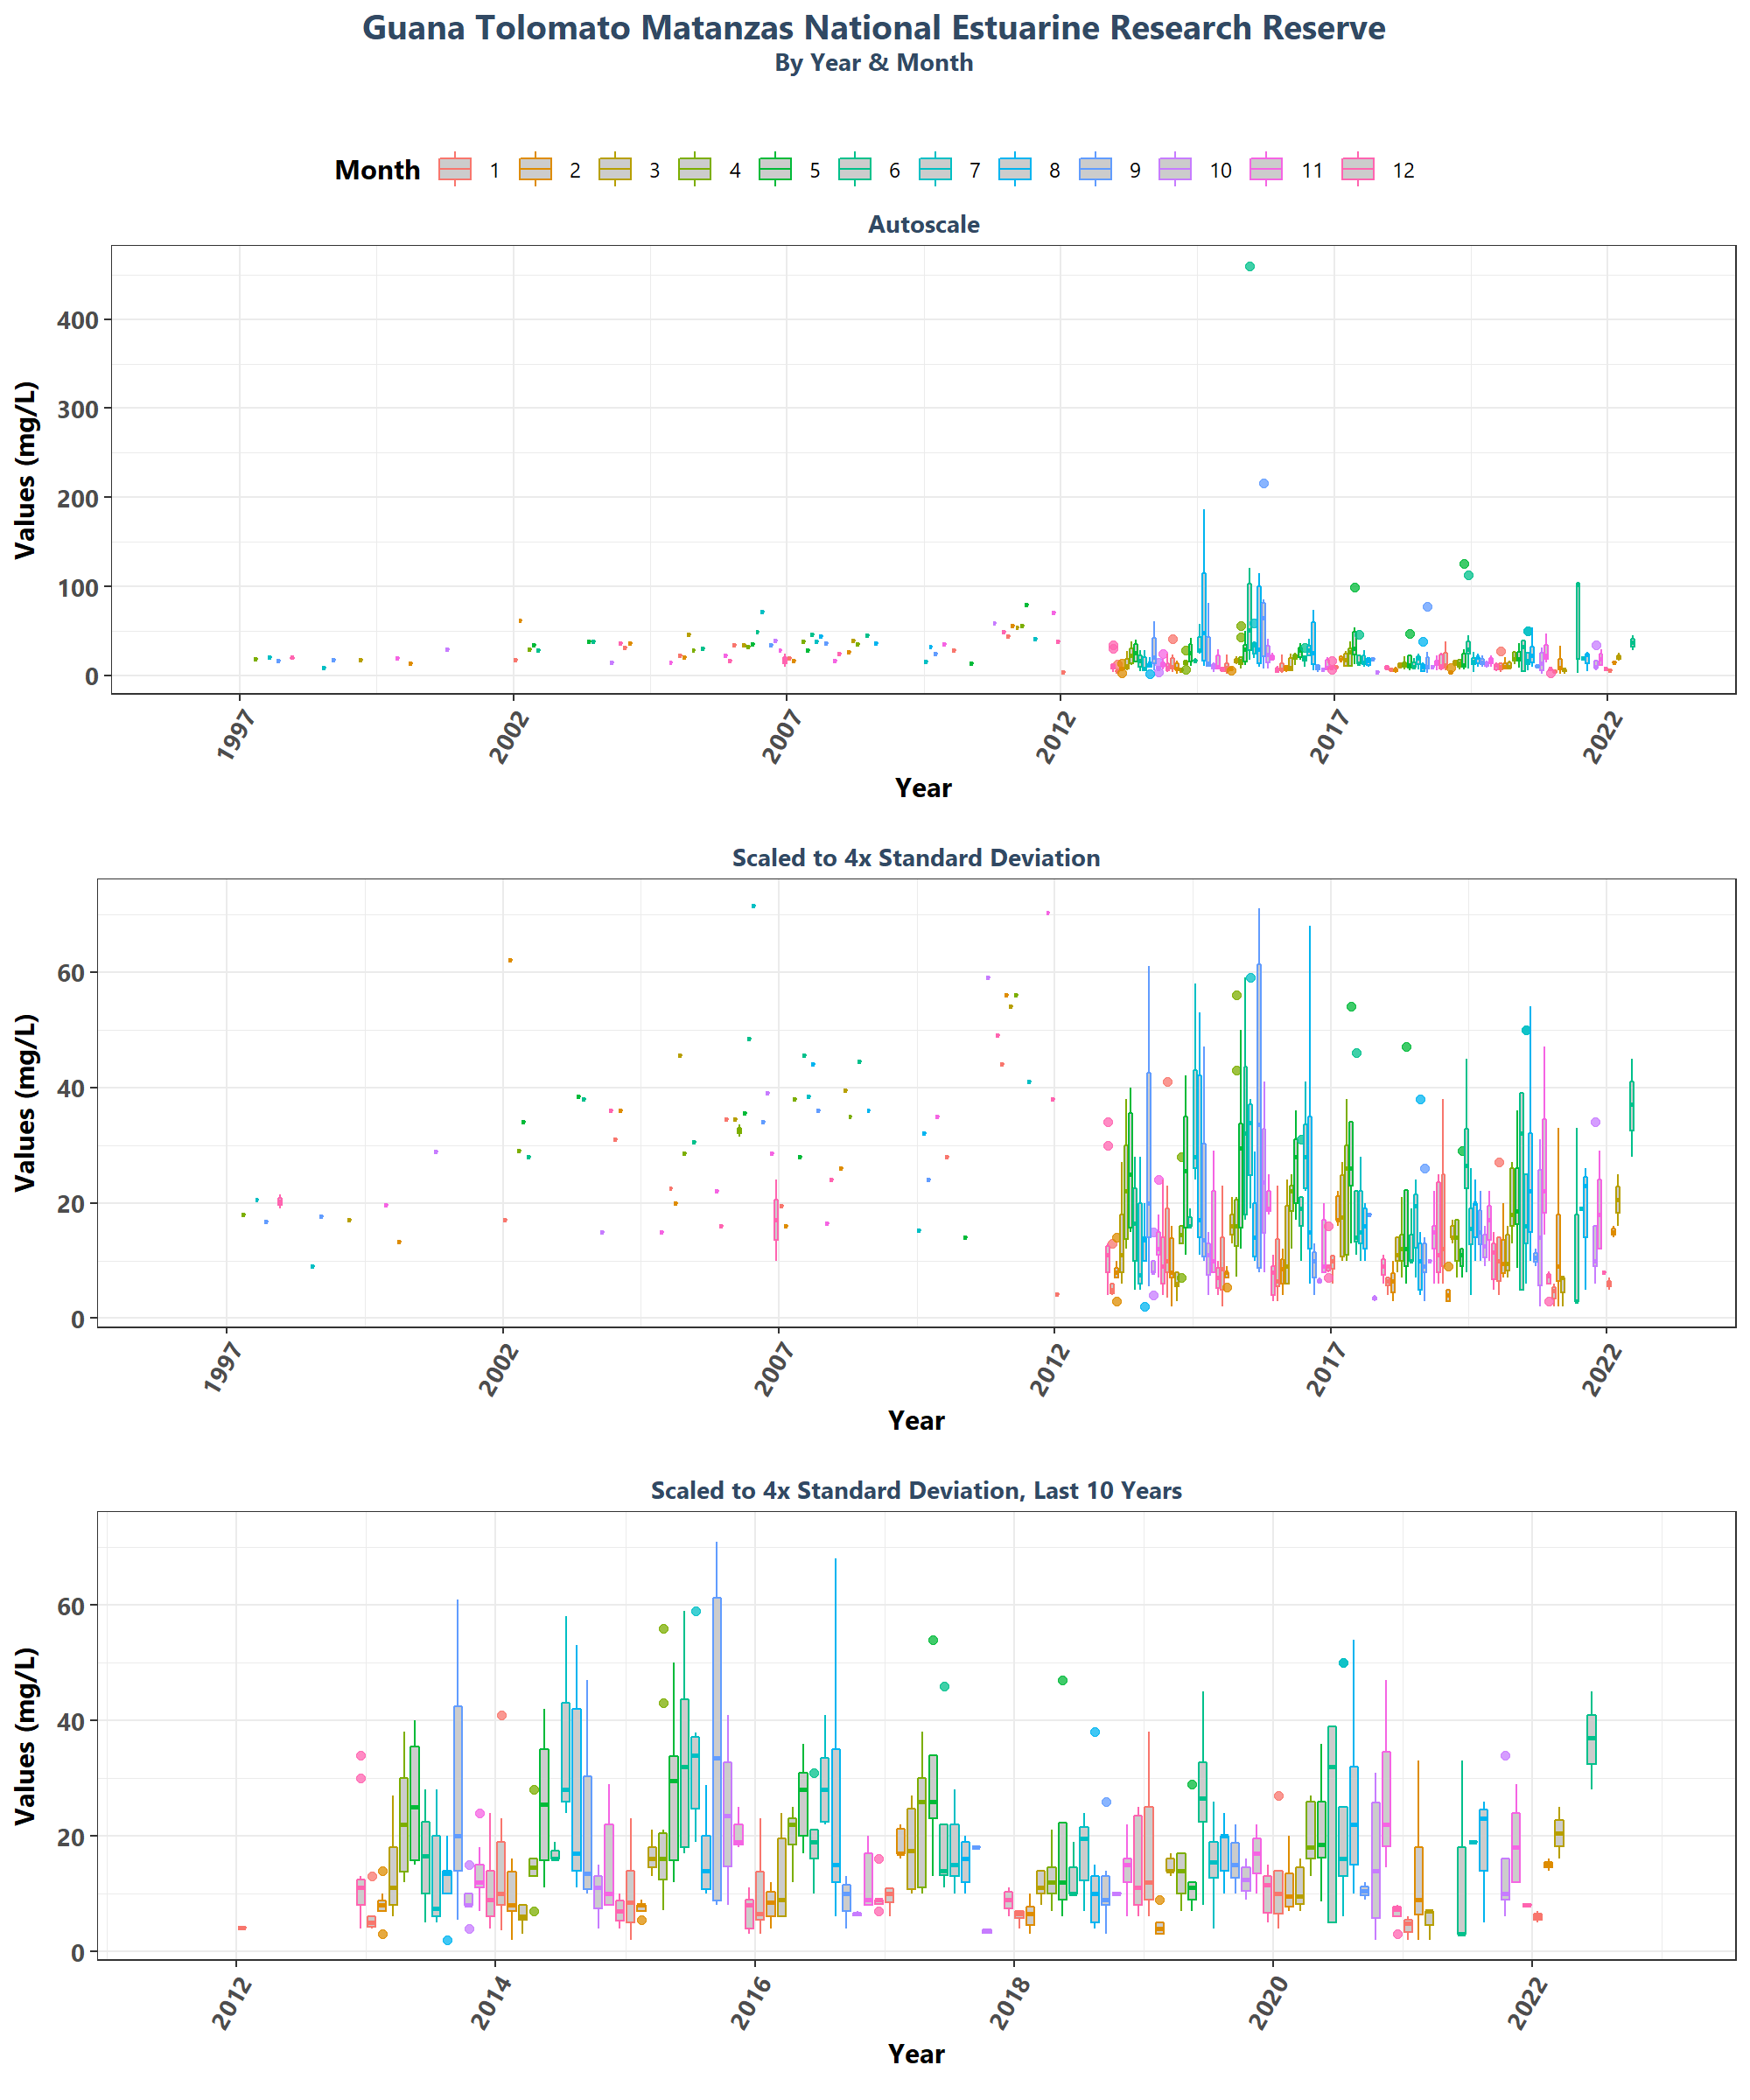 Guana Tolomato Matanzas National Estuarine Research Reserve
By Year & Month
Month 1 2 3 4 5 6 7 8 9 10 11 12
Autoscale
Values (mg/L)
400
300
200
100
0
1997 2002 2007 2012 2017 2022
Year
Scaled to 4x Standard Deviation
Values (mg/L)
60
40
20
0
1997 2002 2007 2012 2017 2022
Year
Scaled to 4x Standard Deviation, Last 10 Years
Values (mg/L)
60
40
20
0
2012 2014 2016 2018 2020 2022
Year